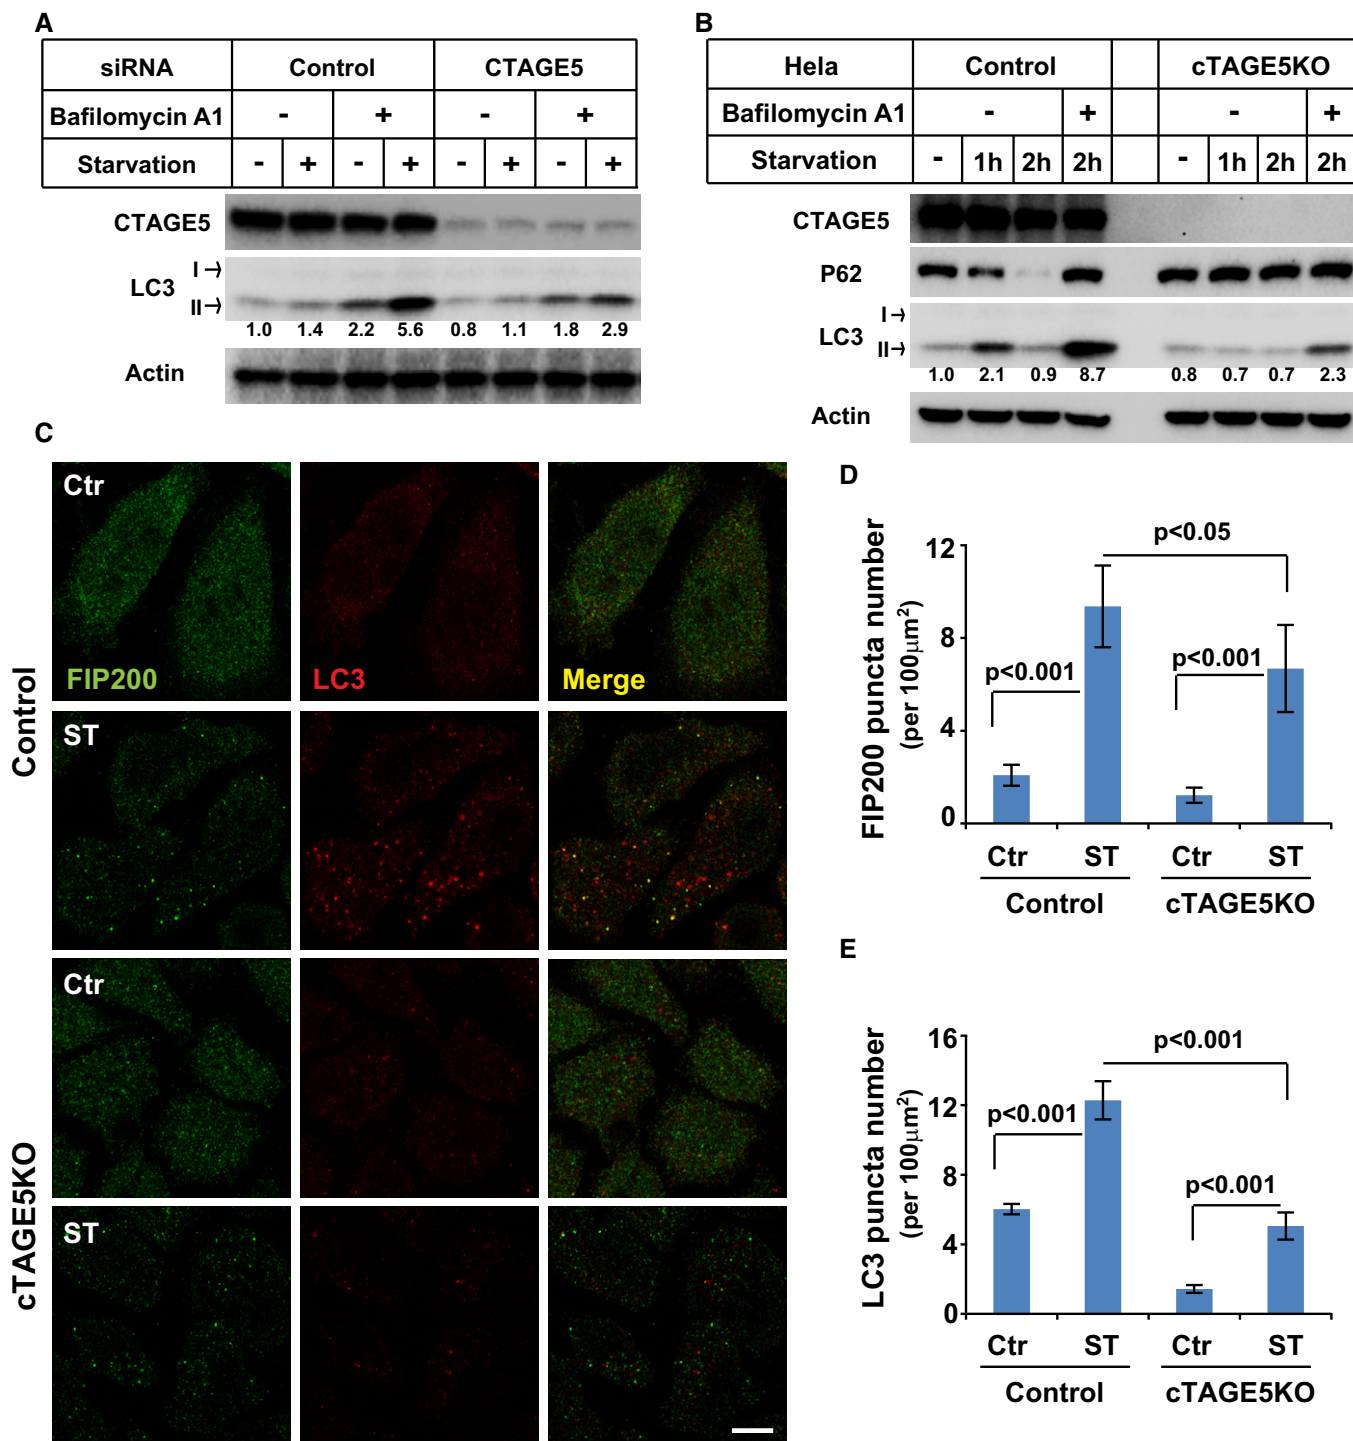 A
siRNA Control CTAGE5
Bafilomycin A1 - + - +
Starvation - + - + - + - +
CTAGE5
LC3 I
II
1.0 1.4 2.2 5.6 0.8 1.1 1.8 2.9
Actin
B
Hela Control cTAGE5KO
Bafilomycin A1 - + - +
Starvation - 1h 2h 2h - 1h 2h 2h
CTAGE5
P62
LC3 I
II
1.0 2.1 0.9 8.7 0.8 0.7 0.7 2.3
Actin
C
Control
Ctr
FIP200 LC3 Merge
ST
cTAGE5KO
Ctr
ST
D
FIP200 puncta number
(per 100μm²)
12
8
4
0
p<0.001
p<0.05
p<0.001
Ctr ST Ctr ST
Control cTAGE5KO
E
LC3 puncta number
(per 100μm²)
16
12
8
4
0
p<0.001
p<0.001
p<0.001
Ctr ST Ctr ST
Control cTAGE5KO